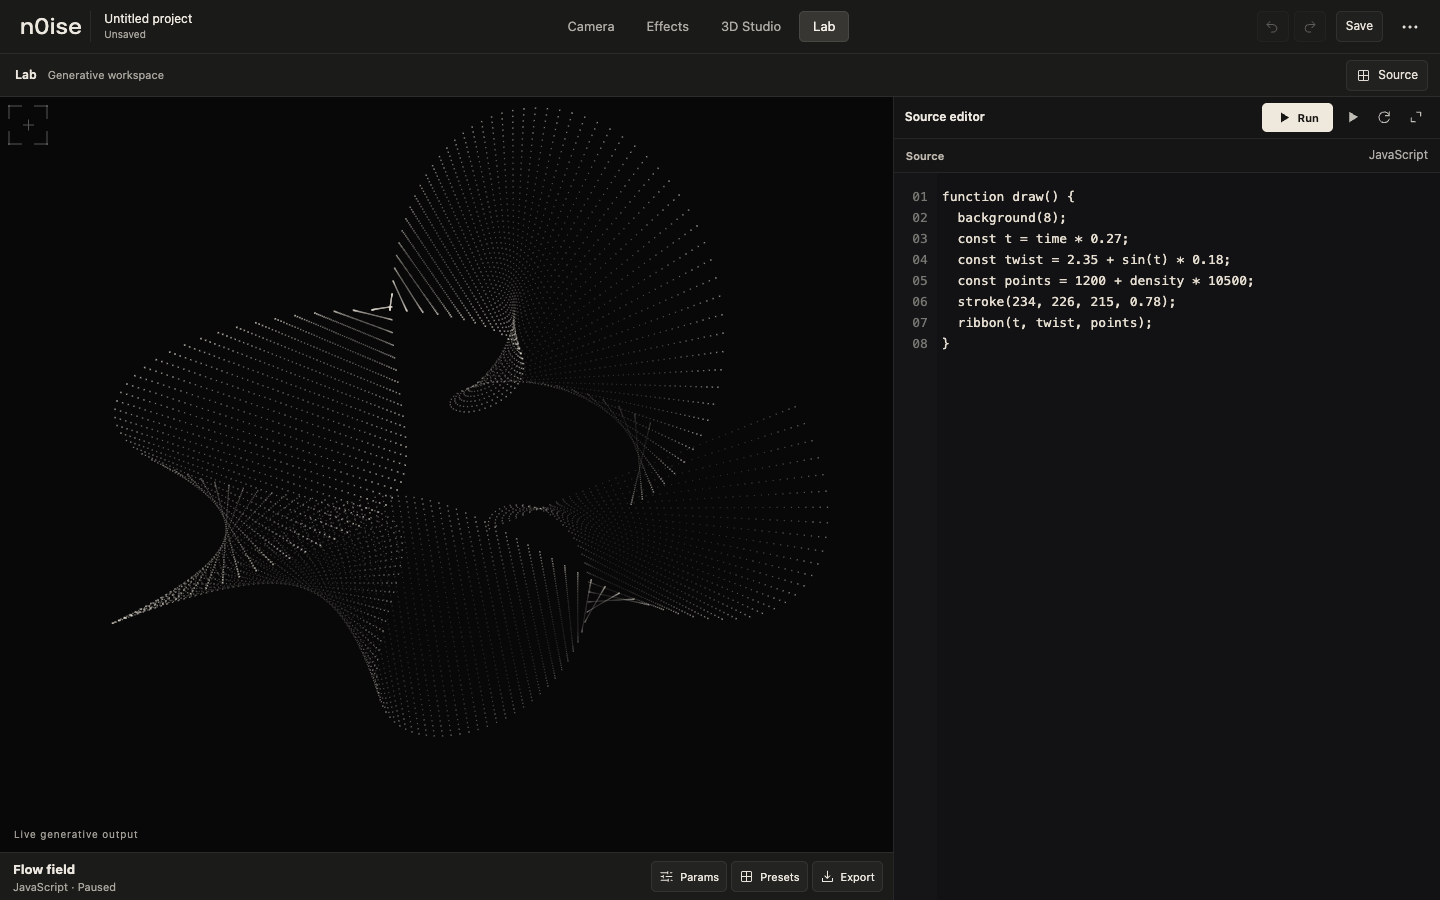 n0ise
Untitled project
Unsaved
Camera
Effects
3D Studio
Lab
Save
Lab
Generative workspace
Source
Source editor
Run
Source
JavaScript
01 function draw() {
02   background(8);
03   const t = time * 0.27;
04   const twist = 2.35 + sin(t) * 0.18;
05   const points = 1200 + density * 10500;
06   stroke(234, 226, 215, 0.78);
07   ribbon(t, twist, points);
08 }
Live generative output
Flow field
JavaScript · Paused
Params
Presets
Export